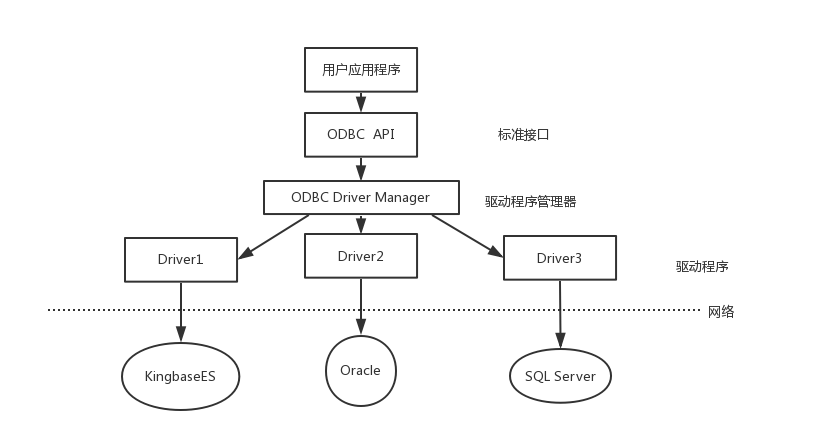 用户应用程序
ODBC API
标准接口
ODBC Driver Manager
驱动程序管理器
Driver1
Driver2
Driver3
驱动程序
网络
KingbaseES
Oracle
SQL Server